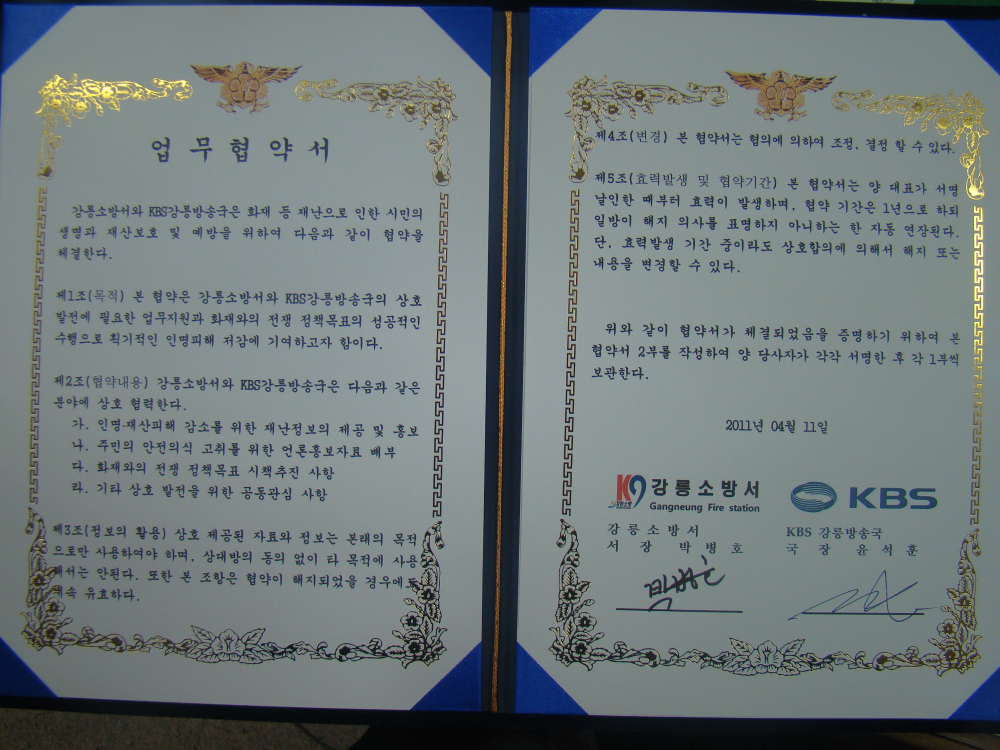 업무협약서
강릉소방서와 KBS강릉방송국은 화재 등 재난으로 인한 시민의
생명과 재산보호 및 예방을 위하여 다음과 같이 협약을
체결한다.
제1조(목적) 본 협약은 강릉소방서와 KBS강릉방송국의 상호
발전에 필요한 업무지원과 화재와의 전쟁 정책목표의 성공적인
수행으로 획기적인 인명피해 저감에 기여하고자 함이다.
제2조(협약내용) 강릉소방서와 KBS강릉방송국은 다음과 같은
분야에 상호 협력한다.
가. 인명·재산피해 감소를 위한 재난정보의 제공 및 홍보
나. 주민의 안전의식 고취를 위한 언론홍보자료 배부
다. 화재와의 전쟁 정책목표 시책추진 사항
라. 기타 상호 발전을 위한 공동관심 사항
제3조(정보의 활용) 상호 제공된 자료와 정보는 본래의 목적
으로만 사용하여야 하며, 상대방의 동의 없이 타 목적에 사용
해서는 안된다. 또한 본 조항은 협약이 해지되었을 경우에도
계속 유효하다.
제4조(변경) 본 협약서는 협의에 의하여 조정, 결정 할 수 있다.
제5조(효력발생 및 협약기간) 본 협약서는 양 대표가 서명
날인한 때부터 효력이 발생하며, 협약 기간은 1년으로 하되
일방이 해지 의사를 표명하지 아니하는 한 자동 연장된다.
단, 효력발생 기간 중이라도 상호합의에 의해서 해지 또는
내용을 변경할 수 있다.
위와 같이 협약서가 체결되었음을 증명하기 위하여 본
협약서 2부를 작성하여 양 당사자가 각각 서명한 후 각 1부씩
보관한다.
2011년 04월 11일
강릉소방서
Gangneung Fire station
강릉소방서
서 장 박 병 호
KBS
KBS 강릉방송국
국 장 윤 석 훈